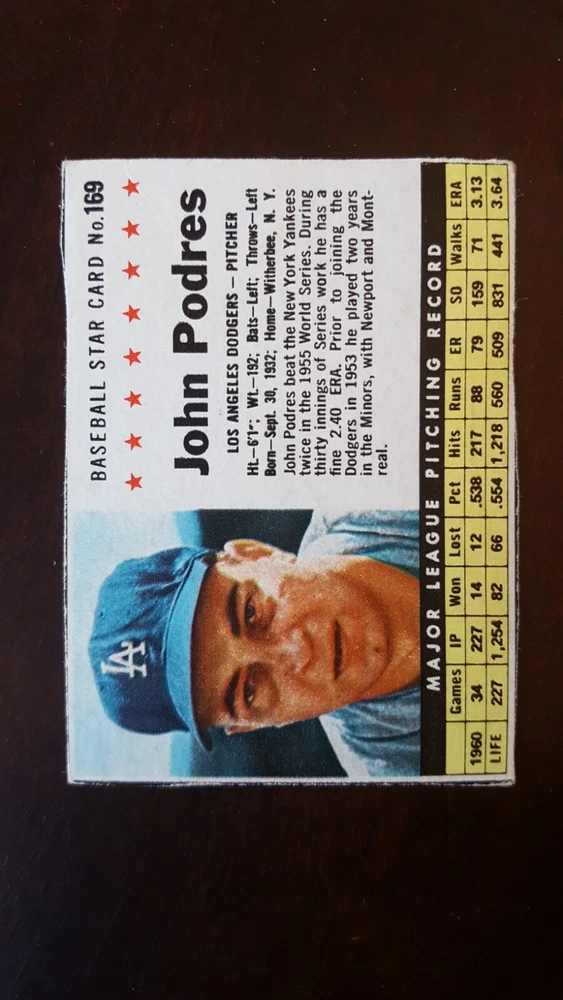 BASEBALL STAR CARD No.169
John Podres
LOS ANGELES DODGERS — PITCHER
Ht.—6'1"; Wt.—192; Bats—Left; Throws—Left
Born—Sept. 30, 1932; Home—Witherbee, N. Y.
John Podres beat the New York Yankees
twice in the 1955 World Series. During
thirty innings of Series work he has a
fine 2.40 ERA. Prior to joining the
Dodgers in 1953 he played two years
in the Minors, with Newport and Mont-
real.
LA
MAJOR LEAGUE PITCHING RECORD
Games IP Won Lost Pct Hits Runs ER SO Walks ERA
1960 34 227 14 12 .538 217 88 79 159 71 3.13
LIFE 227 1,254 82 66 .554 1,218 560 509 831 441 3.64